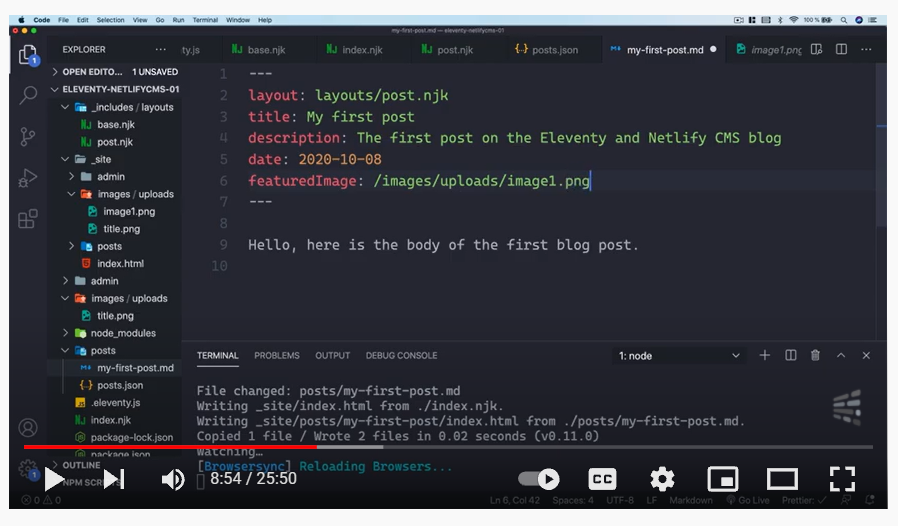 Code File Edit Selection View Go Run Terminal Window Help 100%
my-first-post.md — eleventy-netlifycms-01
EXPLORER ... ty.js base.njk index.njk post.njk posts.json my-first-post.md image1.png
OPEN EDITO... 1 UNSAVED
ELEVENTY-NETLIFYCMS-01
_includes / layouts
base.njk
post.njk
_site
admin
images / uploads
image1.png
title.png
posts
index.html
admin
images / uploads
title.png
node_modules
posts
my-first-post.md
posts.json
.eleventy.js
index.njk
package-lock.json
package.json
OUTLINE
NPM SCRIPTS
1 ---
2 layout: layouts/post.njk
3 title: My first post
4 description: The first post on the Eleventy and Netlify CMS blog
5 date: 2020-10-08
6 featuredImage: /images/uploads/image1.png
7 ---
8
9 Hello, here is the body of the first blog post.
10
TERMINAL PROBLEMS OUTPUT DEBUG CONSOLE 1: node
File changed: posts/my-first-post.md
Writing _site/index.html from ./index.njk.
Writing _site/posts/my-first-post/index.html from ./posts/my-first-post.md.
Copied 1 file / Wrote 2 files in 0.02 seconds (v0.11.0)
Watching…
[Browsersync] Reloading Browsers...
8:54 / 25:50 CC
0 0 Ln 6, Col 42 Spaces: 4 UTF-8 LF Markdown Go Live Prettier: ✓